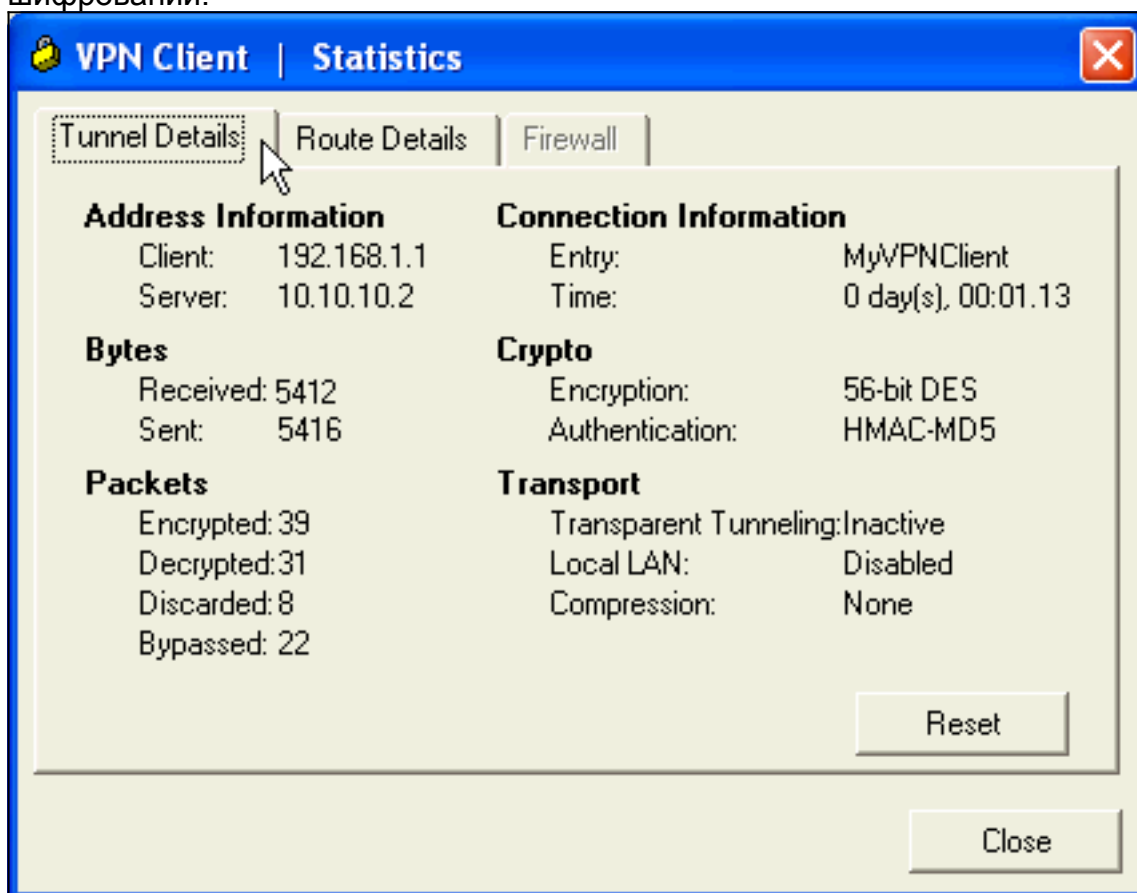 шифровании.
VPN Client | Statistics
Tunnel Details Route Details Firewall
Address Information Connection Information
Client: 192.168.1.1 Entry: MyVPNClient
Server: 10.10.10.2 Time: 0 day(s), 00:01.13
Bytes Crypto
Received: 5412 Encryption: 56-bit DES
Sent: 5416 Authentication: HMAC-MD5
Packets Transport
Encrypted: 39 Transparent Tunneling:Inactive
Decrypted:31 Local LAN: Disabled
Discarded: 8 Compression: None
Bypassed: 22
Reset
Close